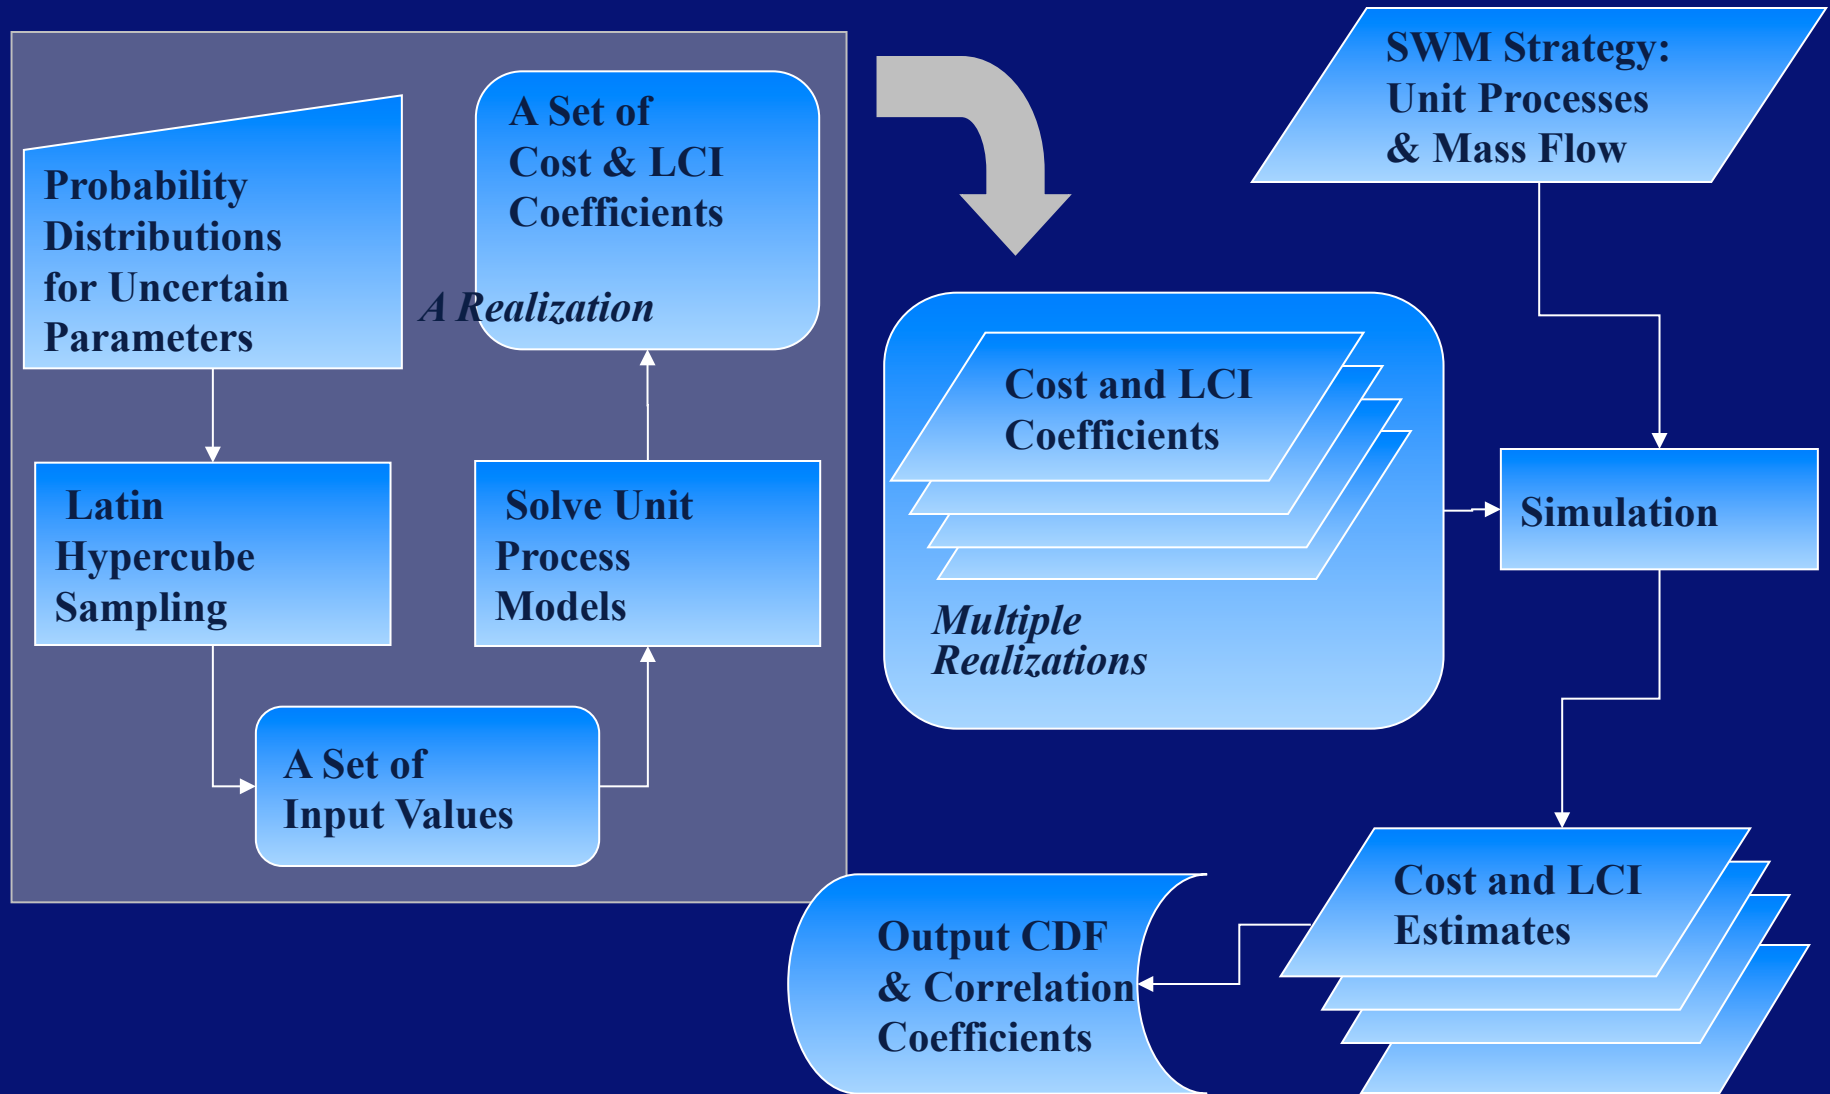 Probability
Distributions
for Uncertain
Parameters
Latin
Hypercube
Sampling
A Set of
Input Values
Solve Unit
Process
Models
A Set of
Cost & LCI
Coefficients
A Realization
Cost and LCI
Coefficients
Multiple
Realizations
SWM Strategy:
Unit Processes
& Mass Flow
Simulation
Cost and LCI
Estimates
Output CDF
& Correlation
Coefficients